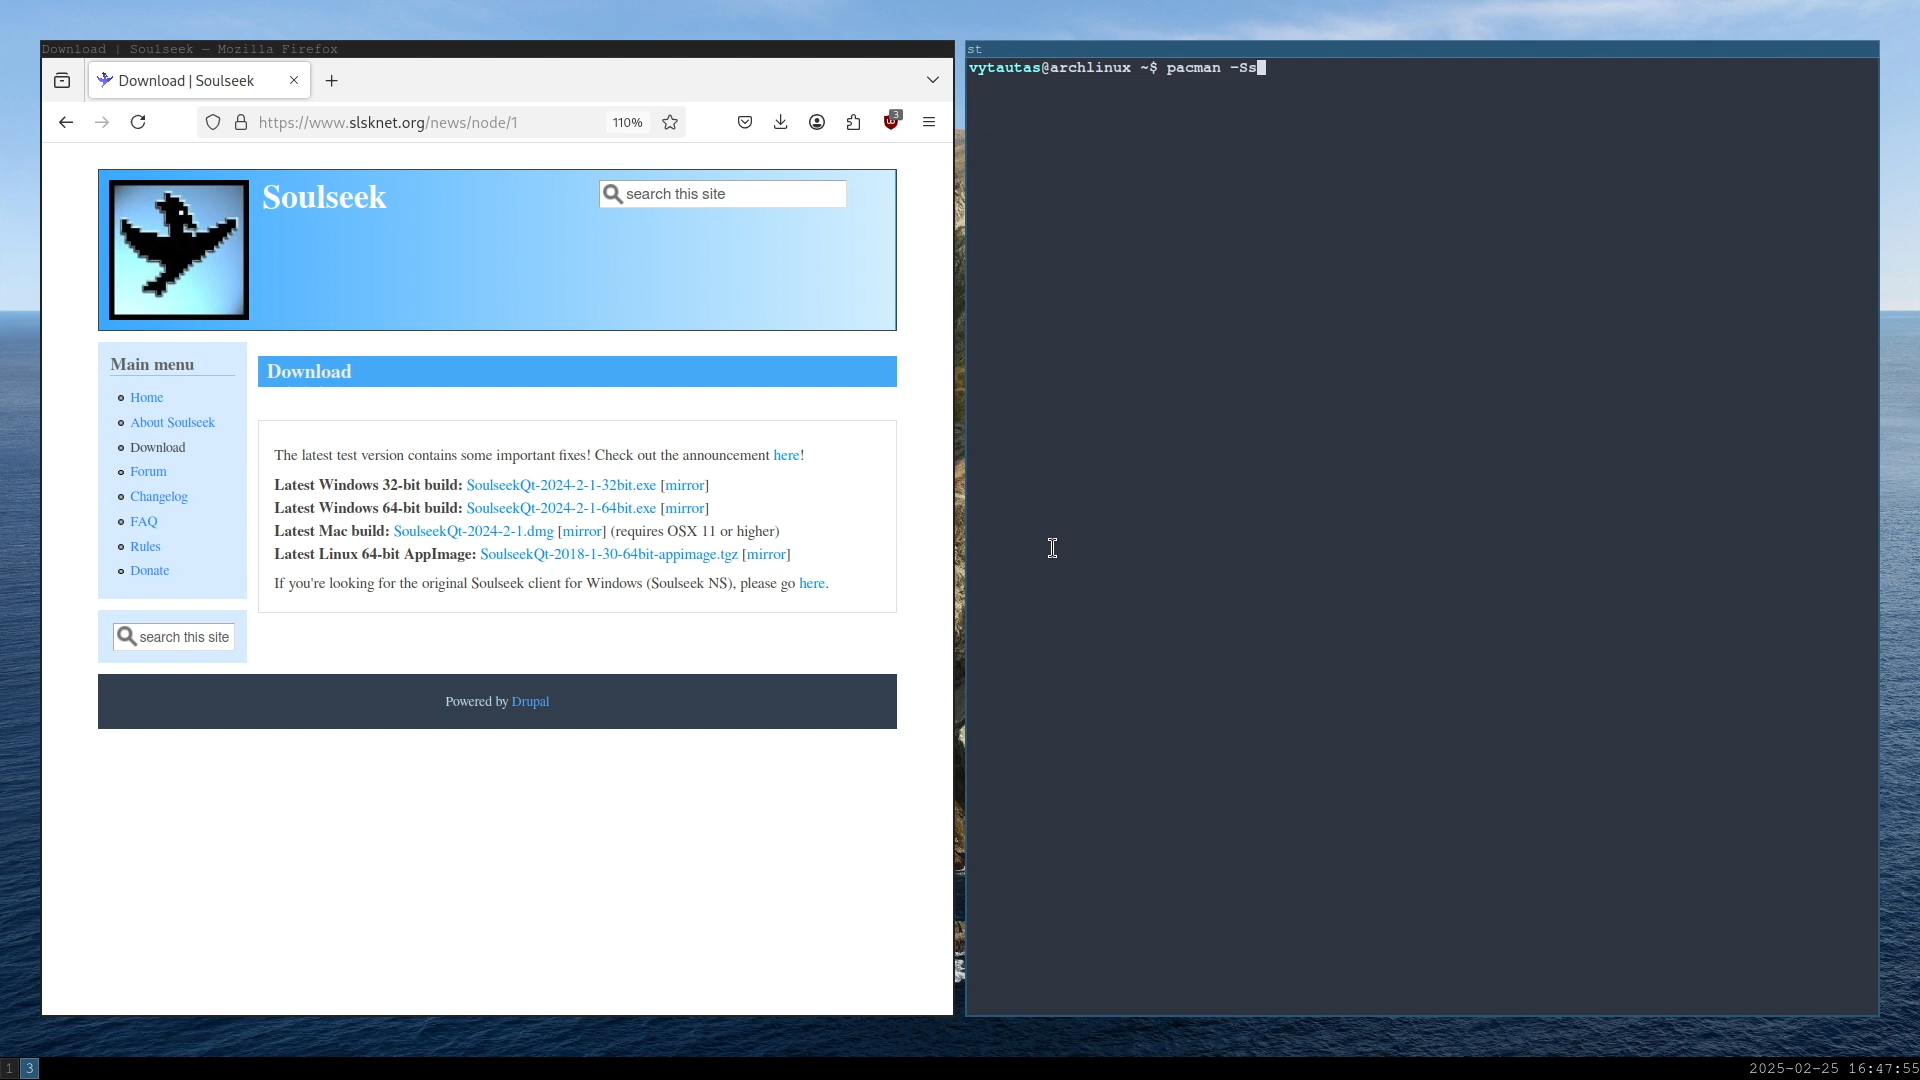 Download | Soulseek — Mozilla Firefox
Download | Soulseek
https://www.slsknet.org/news/node/1
110%
3
Soulseek
search this site
Main menu
Home
About Soulseek
Download
Forum
Changelog
FAQ
Rules
Donate
search this site
Download
The latest test version contains some important fixes! Check out the announcement here!
Latest Windows 32-bit build: SoulseekQt-2024-2-1-32bit.exe [mirror]
Latest Windows 64-bit build: SoulseekQt-2024-2-1-64bit.exe [mirror]
Latest Mac build: SoulseekQt-2024-2-1.dmg [mirror] (requires OSX 11 or higher)
Latest Linux 64-bit AppImage: SoulseekQt-2018-1-30-64bit-appimage.tgz [mirror]
If you're looking for the original Soulseek client for Windows (Soulseek NS), please go here.
Powered by Drupal
st
vytautas@archlinux ~$ pacman -Ss
1 3
2025-02-25 16:47:55